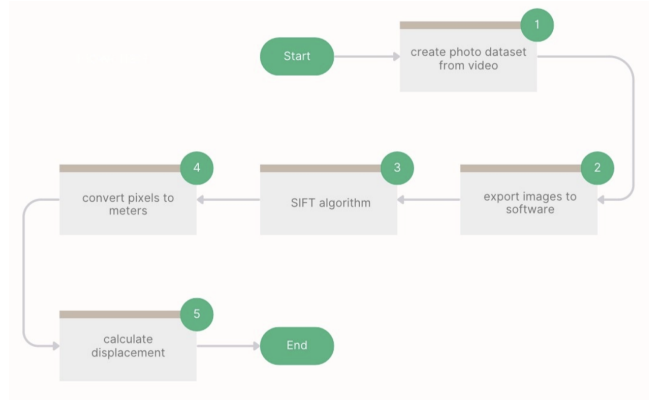 1
Start
create photo dataset
from video
4
3
2
convert pixels to
meters
SIFT algorithm
export images to
software
5
calculate
displacement
End